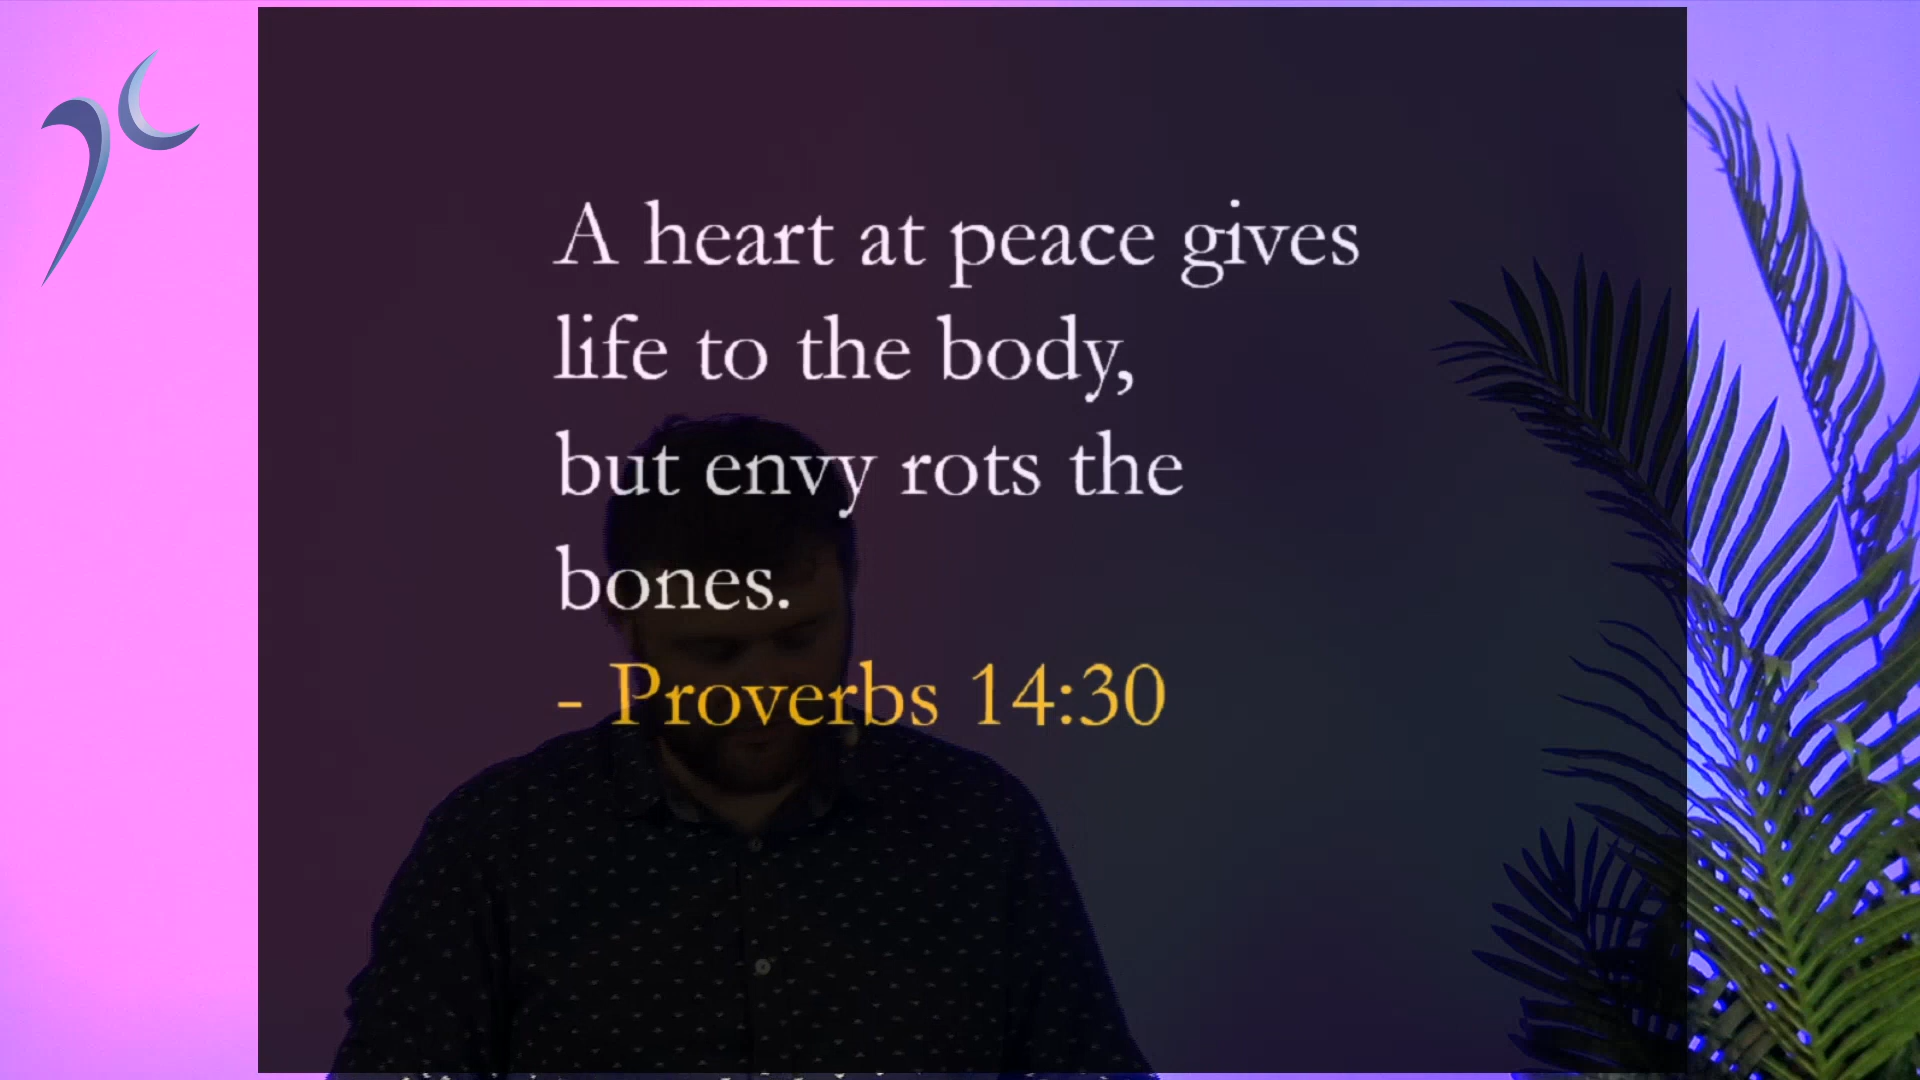 A heart at peace gives
life to the body,
but envy rots the
bones.
- Proverbs 14:30